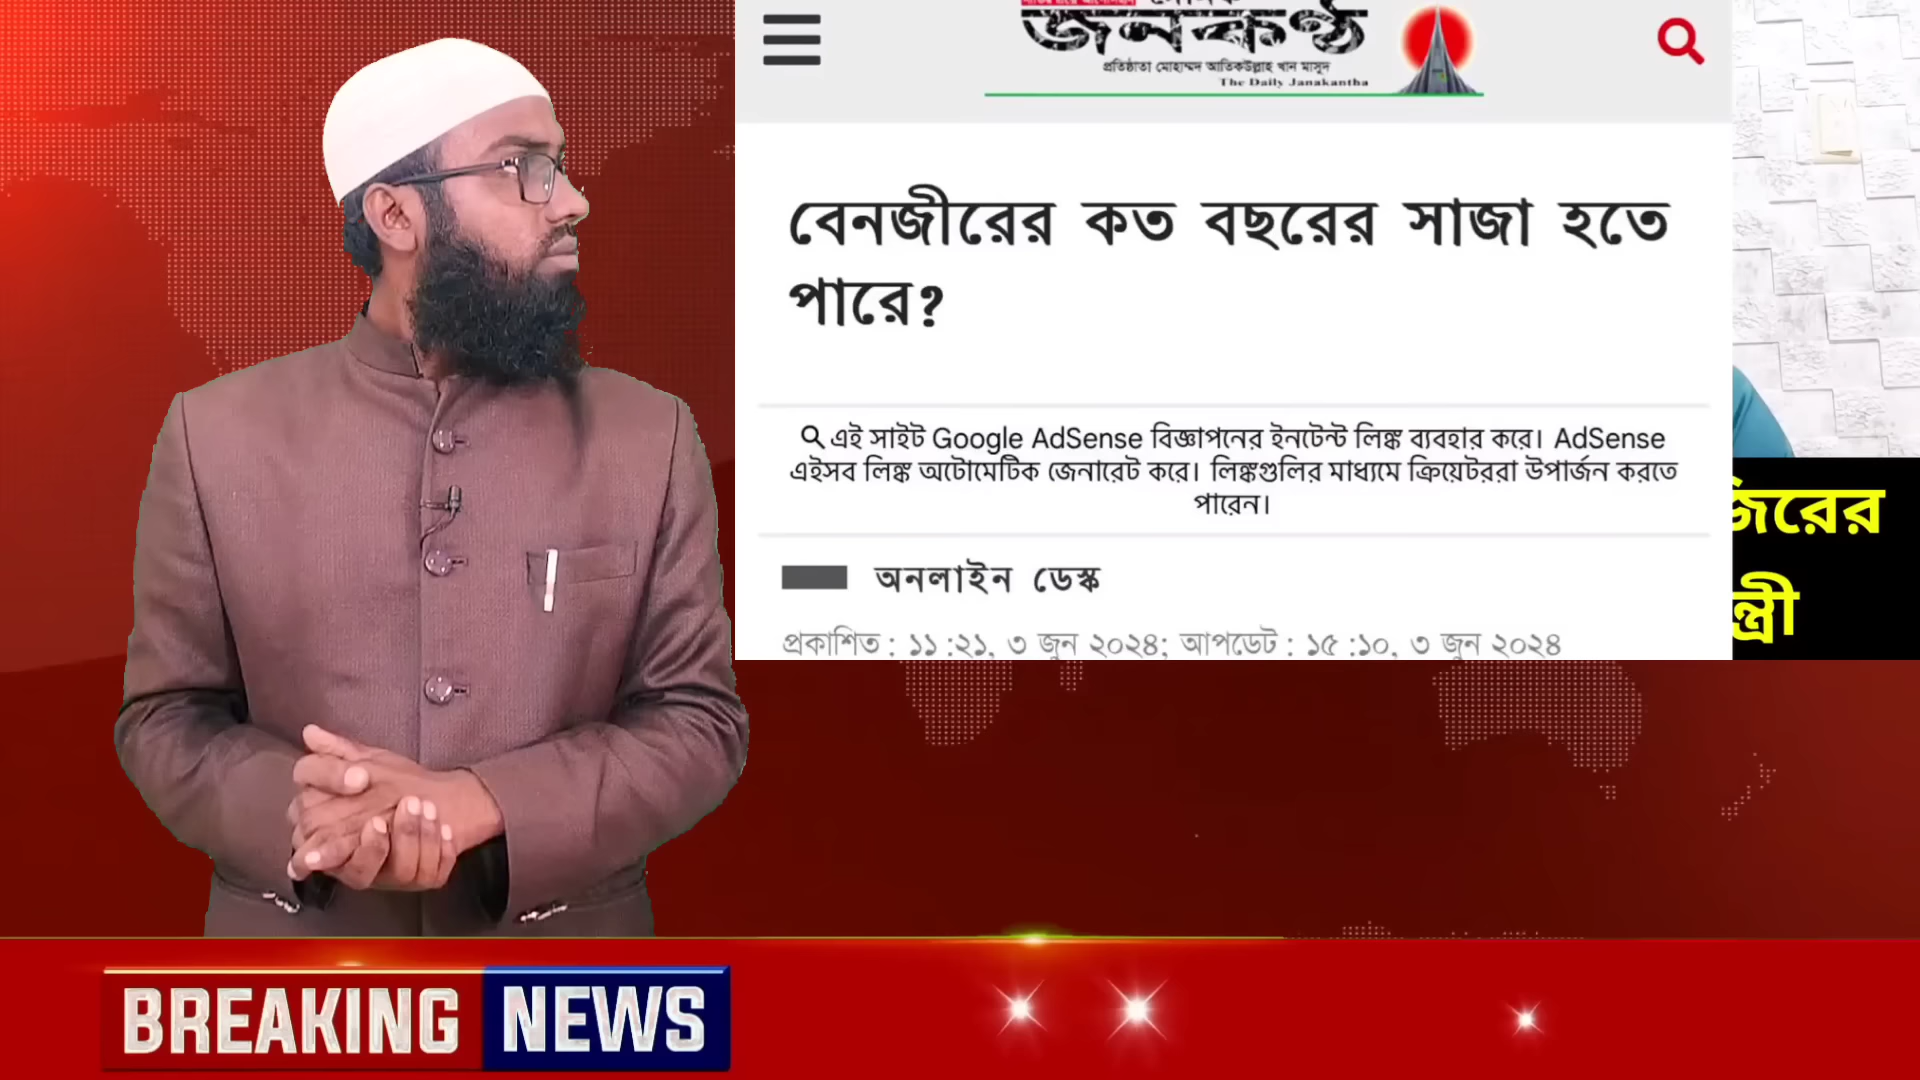 জনকণ্ঠ
প্রতিষ্ঠাতা মোহাম্মদ আতিকউল্লাহ খান মাসুদ
The Daily Janakantha
বেনজীরের কত বছরের সাজা হতে
পারে?
এই সাইট Google AdSense বিজ্ঞাপনের ইনটেন্ট লিঙ্ক ব্যবহার করে। AdSense
এইসব লিঙ্ক অটোমেটিক জেনারেট করে। লিঙ্কগুলির মাধ্যমে ক্রিয়েটররা উপার্জন করতে
পারেন।
অনলাইন ডেস্ক
প্রকাশিত : ১১:২১, ৩ জুন ২০২৪; আপডেট : ১৫:১০, ৩ জুন ২০২৪
জিরের
ন্ত্রী
BREAKING NEWS